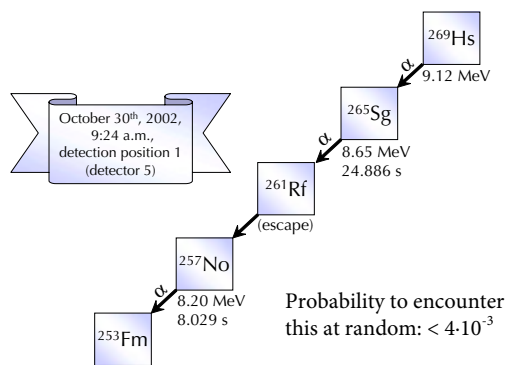 ²⁶⁹Hs
α
9.12 MeV
²⁶⁵Sg
α
8.65 MeV
24.886 s
²⁶¹Rf
(escape)
²⁵⁷No
α
8.20 MeV
8.029 s
²⁵³Fm
October 30ᵗʰ, 2002,
9:24 a.m.,
detection position 1
(detector 5)
Probability to encounter
this at random: < 4·10⁻³